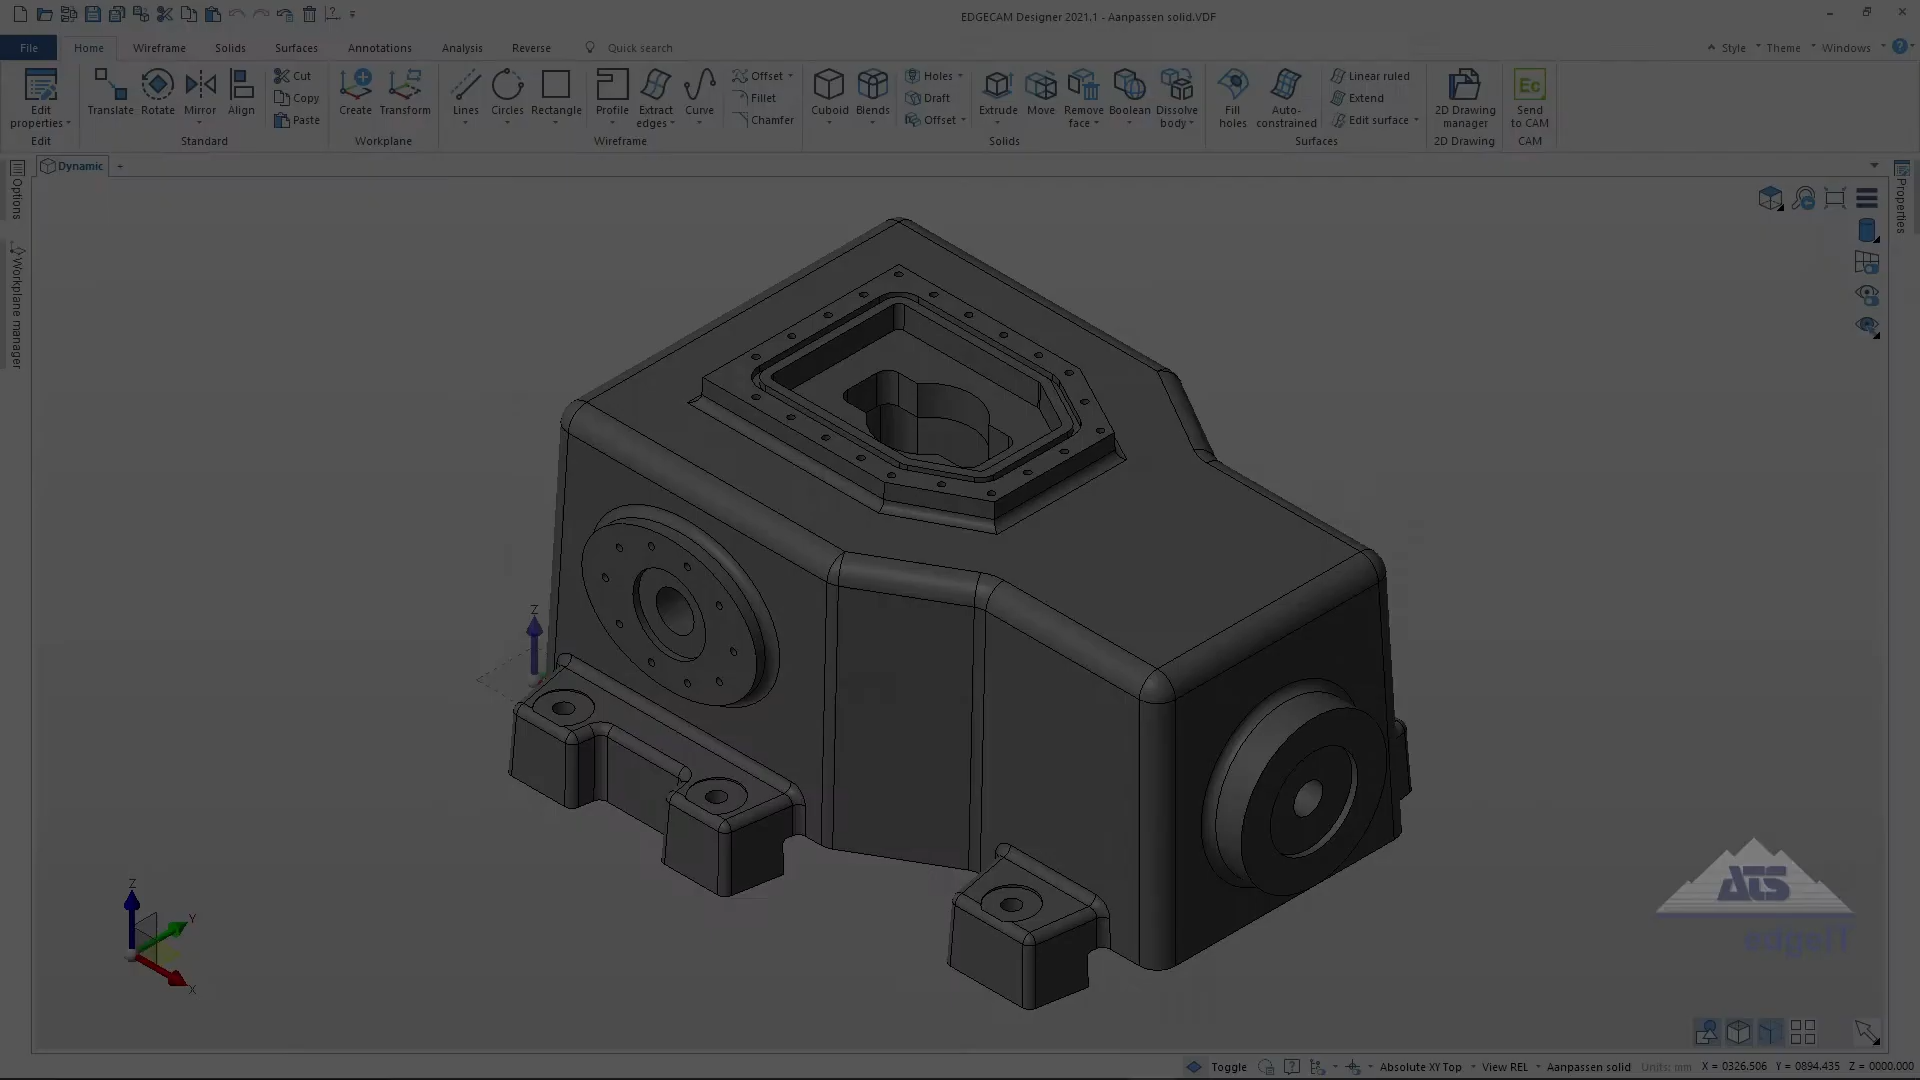 EDGECAM Designer 2021.1 - Aanpassen solid.VDF
File Home Wireframe Solids Surfaces Annotations Analysis Reverse Quick search Style Theme Windows
Edit properties
Edit
Translate Rotate Mirror Align
Cut
Copy
Paste
Standard
Create Transform
Workplane
Lines Circles Rectangle Profile Extract edges Curve
Offset
Fillet
Chamfer
Wireframe
Cuboid Blends
Holes
Draft
Offset
Extrude Move Remove face Boolean Dissolve body
Solids
Fill holes Auto-constrained
Linear ruled
Extend
Edit surface
Surfaces
2D Drawing manager
2D Drawing
Ec
Send to CAM
CAM
Dynamic +
Options
Workplane manager
Properties
Z
Z
Y
X
ATS
edgeIT
Toggle Absolute XY Top View REL Aanpassen solid Units: mm X = 0326.506 Y = 0894.435 Z = 0000.000